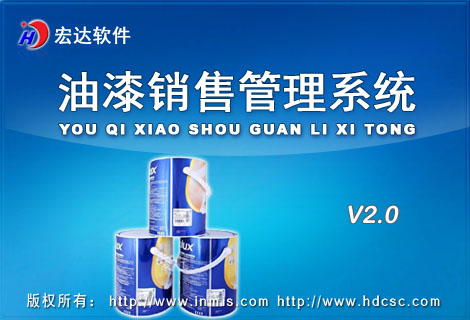 宏达软件
油漆销售管理系统
YOU QI XIAO SHOU GUAN LI XI TONG
V2.0
lux
版权所有： http://www.inmis.com http://www.hdcsc.com